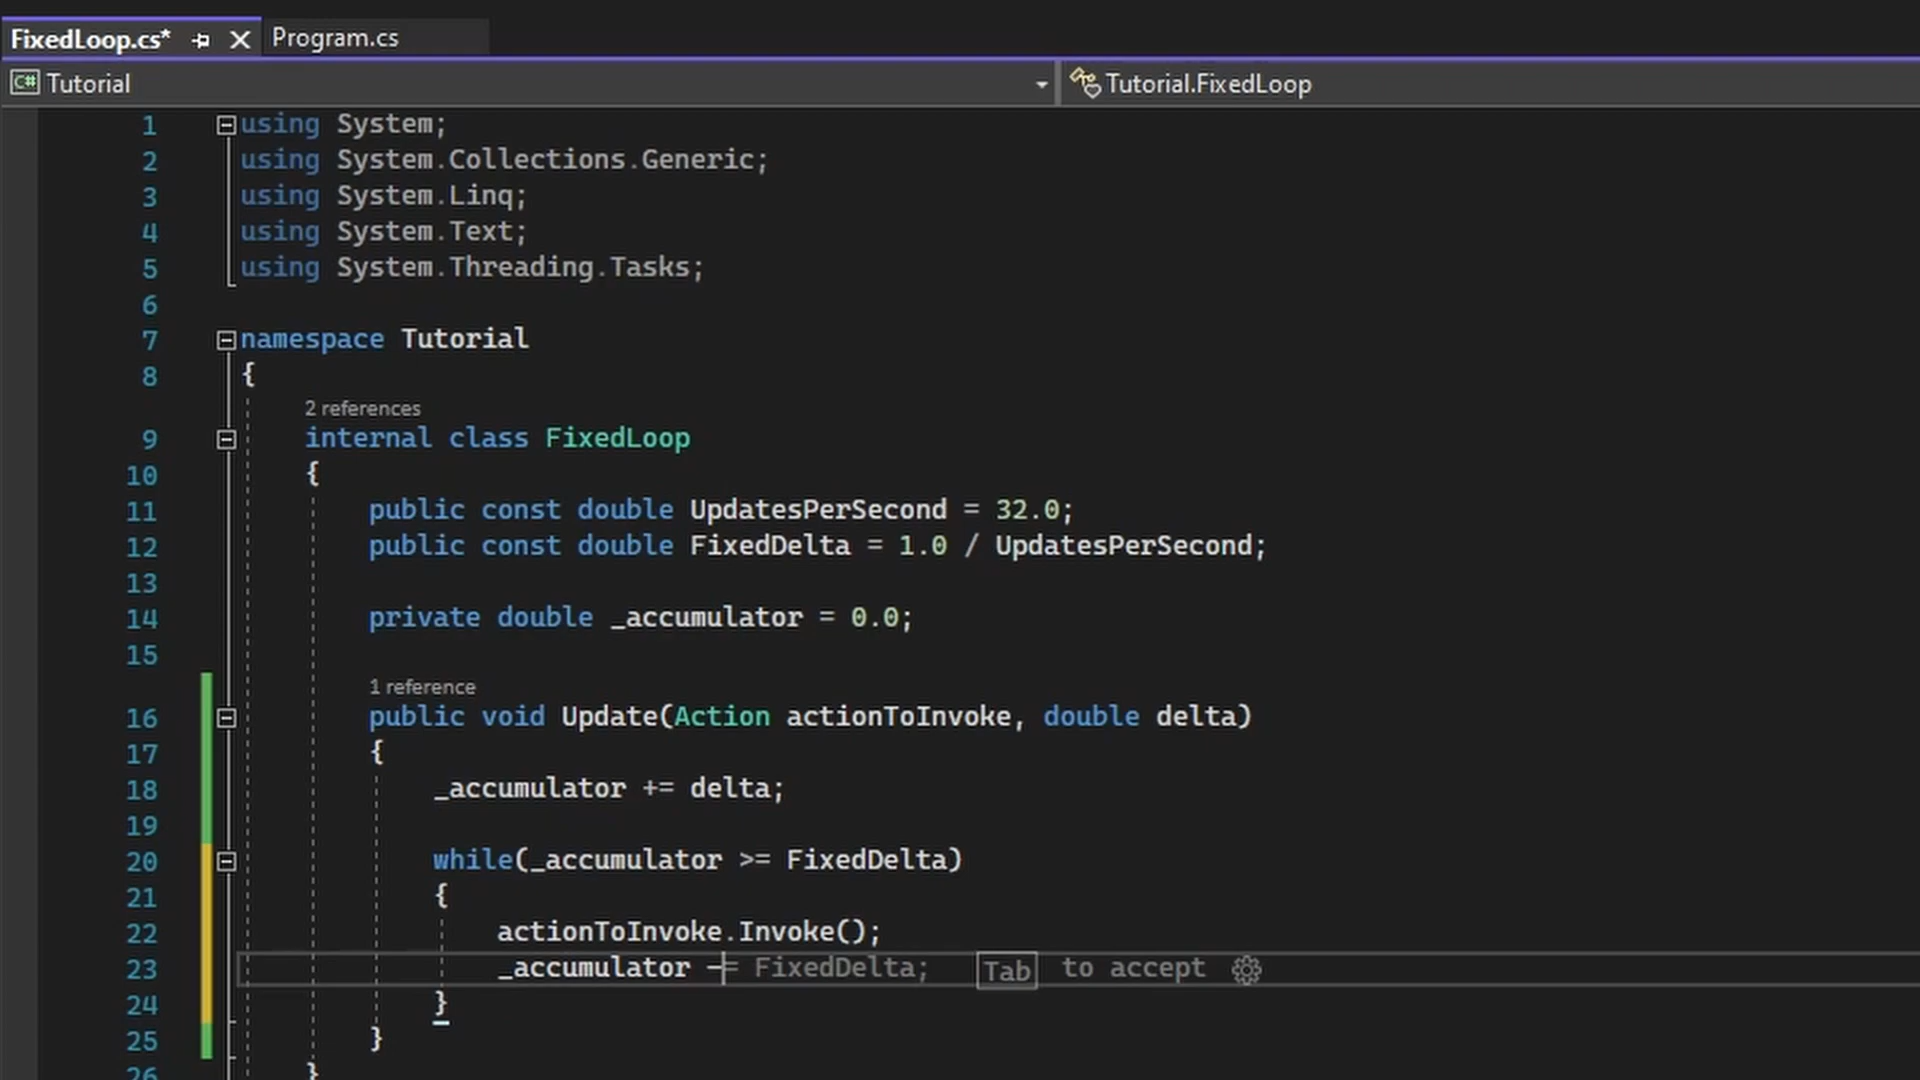 FixedLoop.cs*
Program.cs
C# Tutorial
Tutorial.FixedLoop
1 using System;
2 using System.Collections.Generic;
3 using System.Linq;
4 using System.Text;
5 using System.Threading.Tasks;
6
7 namespace Tutorial
8 {
2 references
9 internal class FixedLoop
10 {
11 public const double UpdatesPerSecond = 32.0;
12 public const double FixedDelta = 1.0 / UpdatesPerSecond;
13
14 private double _accumulator = 0.0;
15
1 reference
16 public void Update(Action actionToInvoke, double delta)
17 {
18 _accumulator += delta;
19
20 while(_accumulator >= FixedDelta)
21 {
22 actionToInvoke.Invoke();
23 _accumulator -= FixedDelta; Tab to accept
24 }
25 }
26 }